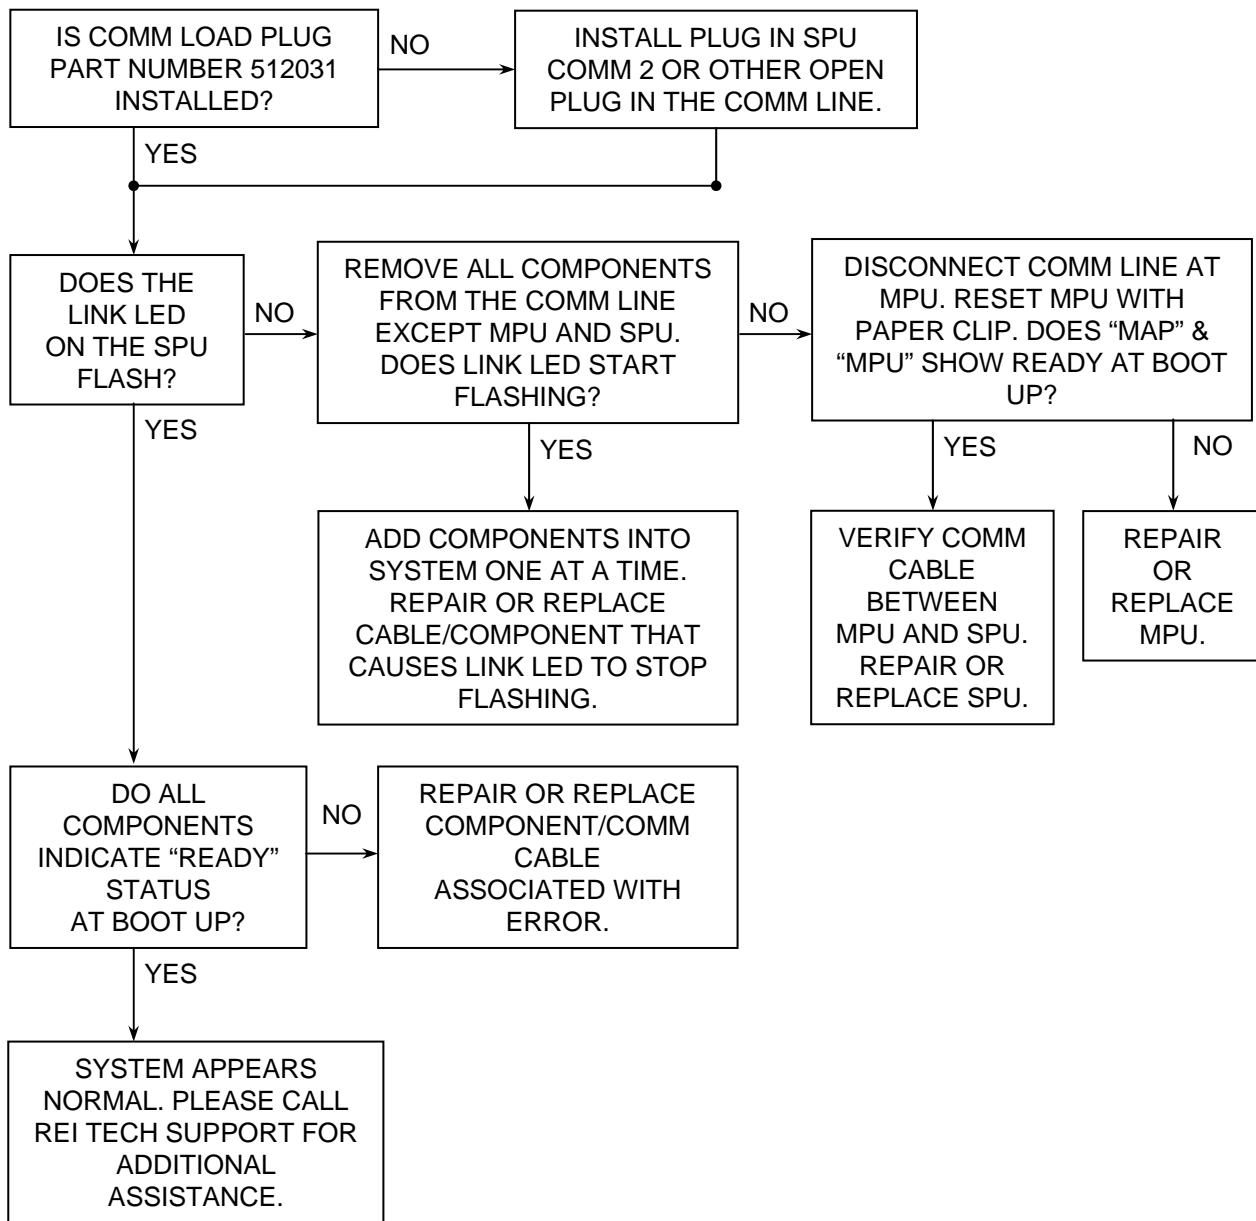 IS COMM LOAD PLUG
PART NUMBER 512031
INSTALLED?
NO
INSTALL PLUG IN SPU
COMM 2 OR OTHER OPEN
PLUG IN THE COMM LINE.
YES
DOES THE
LINK LED
ON THE SPU
FLASH?
NO
REMOVE ALL COMPONENTS
FROM THE COMM LINE
EXCEPT MPU AND SPU.
DOES LINK LED START
FLASHING?
NO
DISCONNECT COMM LINE AT
MPU. RESET MPU WITH
PAPER CLIP. DOES “MAP” &
“MPU” SHOW READY AT BOOT
UP?
YES
YES
YES
NO
ADD COMPONENTS INTO
SYSTEM ONE AT A TIME.
REPAIR OR REPLACE
CABLE/COMPONENT THAT
CAUSES LINK LED TO STOP
FLASHING.
VERIFY COMM
CABLE
BETWEEN
MPU AND SPU.
REPAIR OR
REPLACE SPU.
REPAIR
OR
REPLACE
MPU.
DO ALL
COMPONENTS
INDICATE “READY”
STATUS
AT BOOT UP?
NO
REPAIR OR REPLACE
COMPONENT/COMM
CABLE
ASSOCIATED WITH
ERROR.
YES
SYSTEM APPEARS
NORMAL. PLEASE CALL
REI TECH SUPPORT FOR
ADDITIONAL
ASSISTANCE.